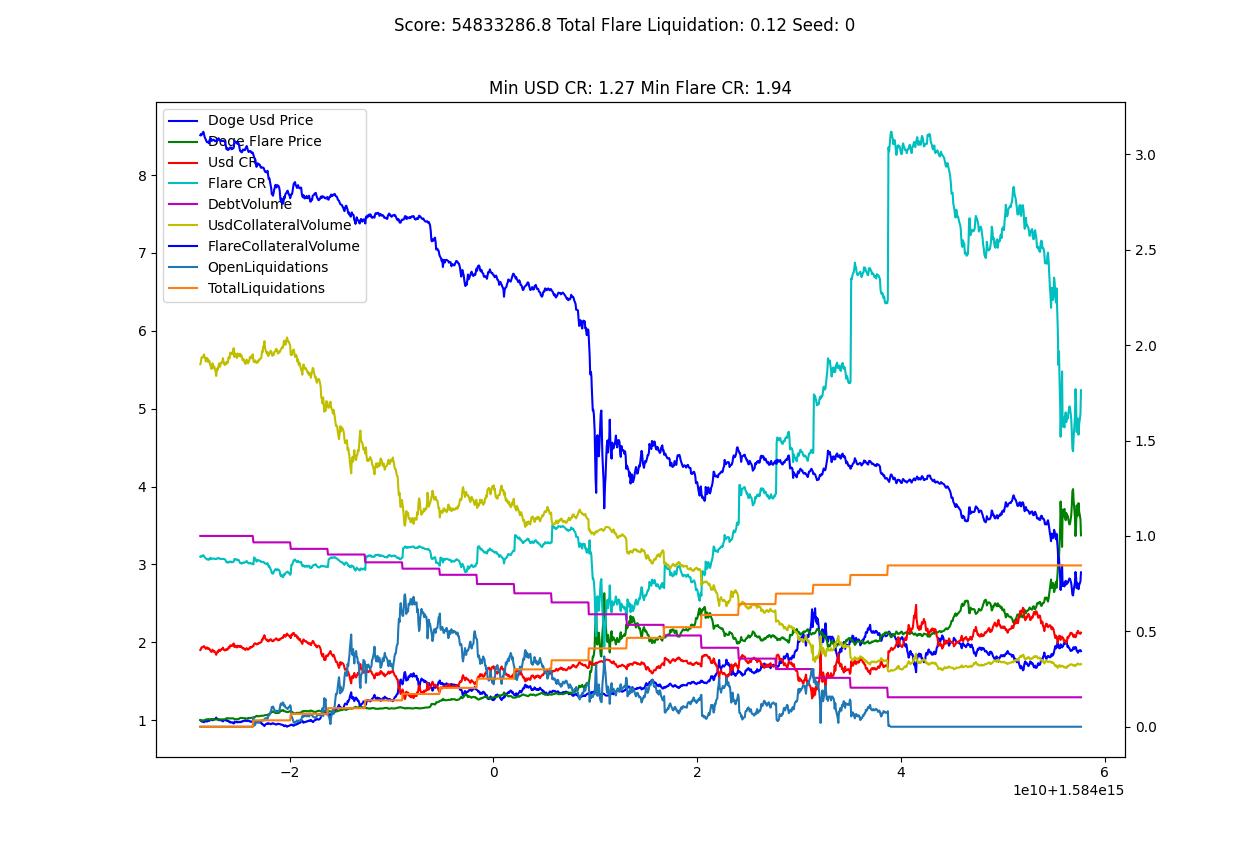 Score: 54833286.8 Total Flare Liquidation: 0.12 Seed: 0
Min USD CR: 1.27 Min Flare CR: 1.94
Doge Usd Price
Doge Flare Price
Usd CR
Flare CR
DebtVolume
UsdCollateralVolume
FlareCollateralVolume
OpenLiquidations
TotalLiquidations
8
7
6
5
4
3
2
1
3.0
2.5
2.0
1.5
1.0
0.5
0.0
−2
0
2
4
6
1e10+1.584e15